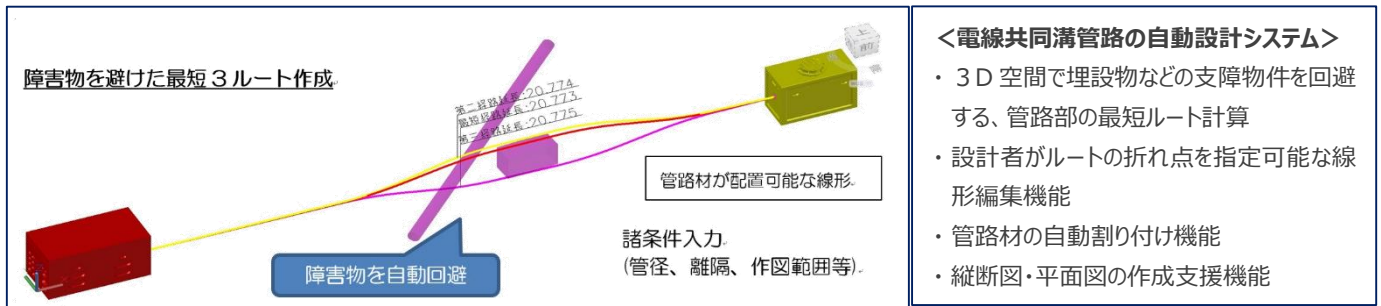 障害物を避けた最短３ルート作成
第二経路延長:20.774
最短経路延長:20.773
第三経路延長:20.775
上
管路材が配置可能な線形
障害物を自動回避
諸条件入力
(管径、離隔、作図範囲等)
＜電線共同溝管路の自動設計システム＞
・ ３D 空間で埋設物などの支障物件を回避
する、管路部の最短ルート計算
・ 設計者がルートの折れ点を指定可能な線
形編集機能
・ 管路材の自動割り付け機能
・ 縦断図・平面図の作成支援機能